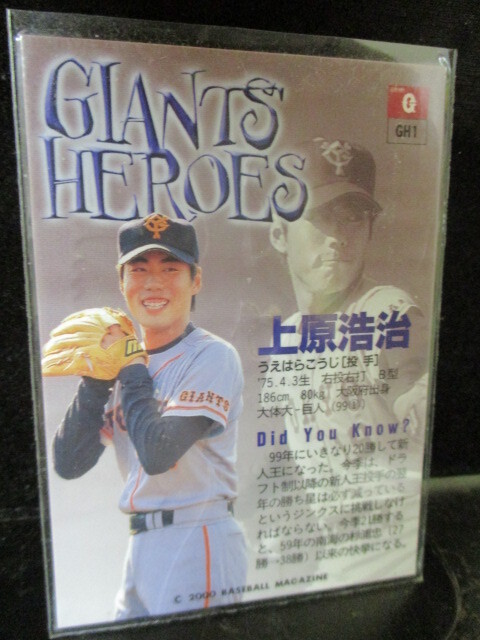 GIANTS
HEROES
G
GH1
上原浩治
うえはらこうじ[投 手]
'75.4.3生 右投右打 B型
186cm 80kg 大阪府出身
大体大−巨人（99①）
Did You Know?
99年にいきなり20勝して新
人王になった。今季は、ドラ
フト制以降の新人王投手の翌
年の勝ち星は必ず減っている
というジンクスに挑戦しなけ
ればならない。今季21勝する
と、59年の南海の杉浦忠（27
勝→38勝）以来の快挙になる。
GIANTS
© 2000 BASEBALL MAGAZINE